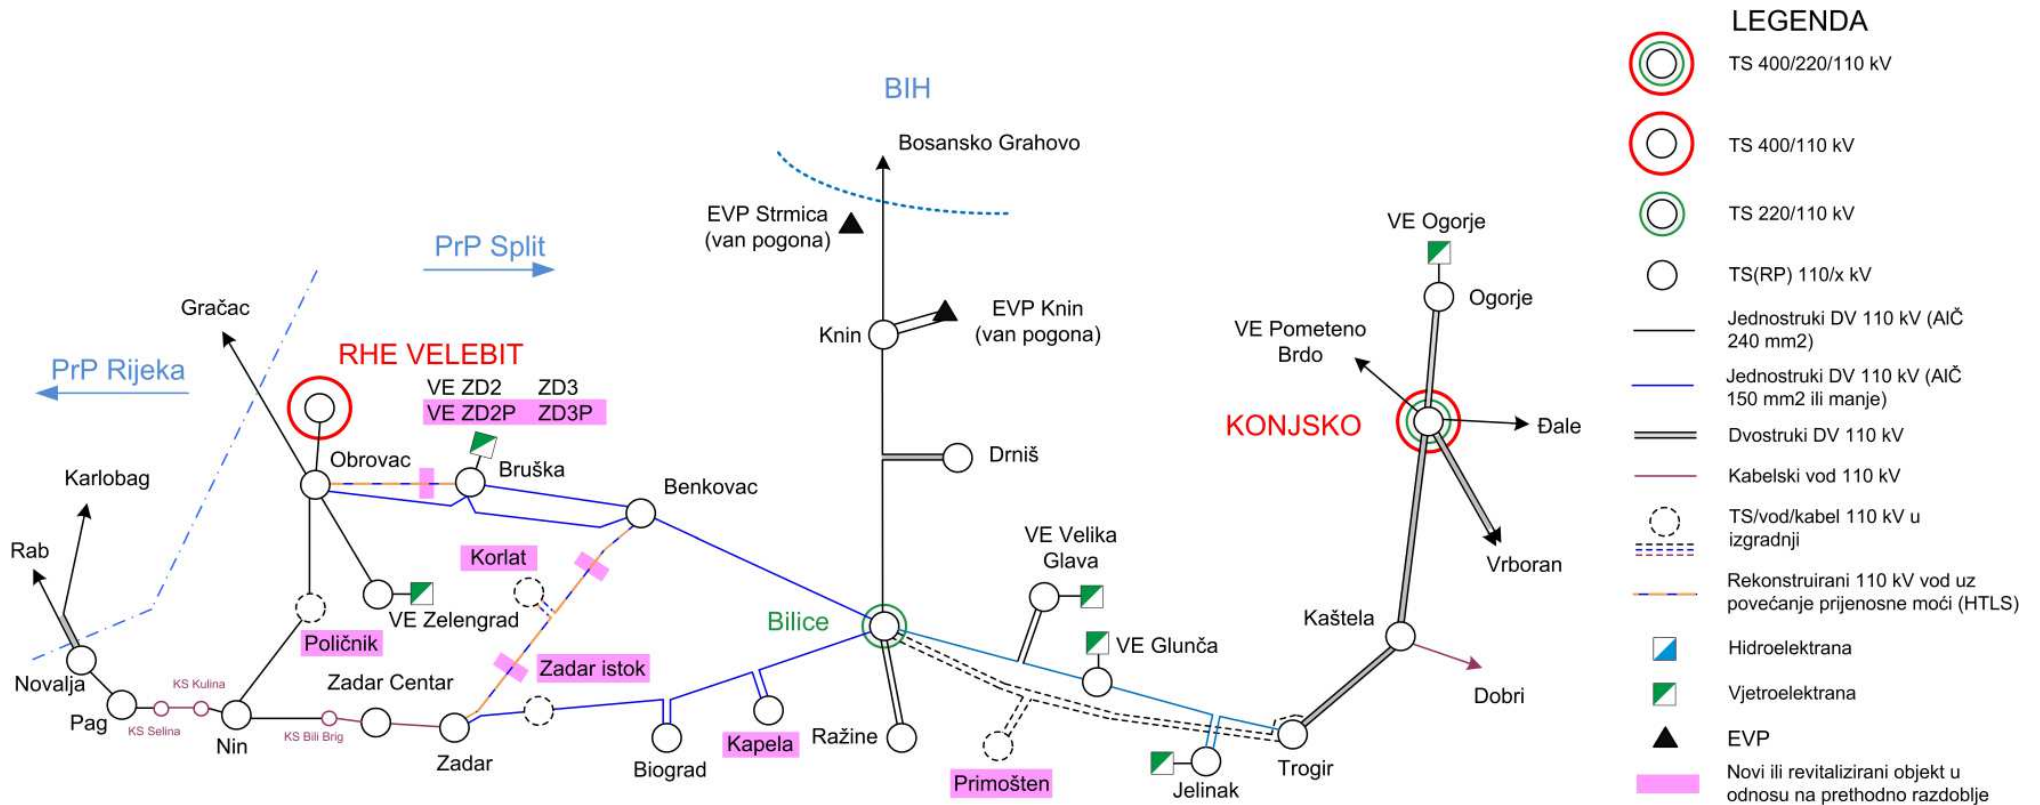 BIH
Bosansko Grahovo
EVP Strmica
(van pogona)
PrP Split
EVP Knin
(van pogona)
Knin
Gračac
RHE VELEBIT
PrP Rijeka
VE ZD2 ZD3
VE ZD2P ZD3P
Obrovac
Bruška
Benkovac
Drniš
Karlobag
Rab
Korlat
VE Zelengrad
Poličnik
Zadar istok
Zadar Centar
Novalja
Pag
KS Kulina
KS Selina
Nin
KS Bili Brig
Zadar
Biograd
Kapela
Bilice
Ražine
VE Velika
Glava
VE Glunča
Primošten
Jelinak
Trogir
Kaštela
Dobri
VE Ogorje
Ogorje
VE Pometeno
Brdo
KONJSKO
Đale
Vrboran
LEGENDA
TS 400/220/110 kV
TS 400/110 kV
TS 220/110 kV
TS(RP) 110/x kV
Jednostruki DV 110 kV (AlČ
240 mm2)
Jednostruki DV 110 kV (AlČ
150 mm2 ili manje)
Dvostruki DV 110 kV
Kabelski vod 110 kV
TS/vod/kabel 110 kV u
izgradnji
Rekonstruirani 110 kV vod uz
povećanje prijenosne moći (HTLS)
Hidroelektrana
Vjetroelektrana
EVP
Novi ili revitalizirani objekt u
odnosu na prethodno razdoblje